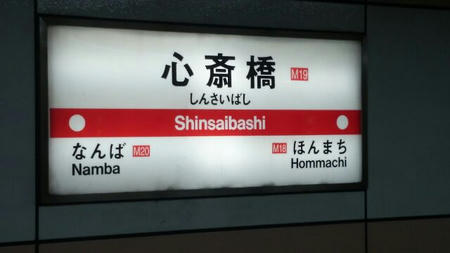 心斎橋 M19
しんさいばし
Shinsaibashi
なんば M20
Namba
M18 ほんまち
Hommachi